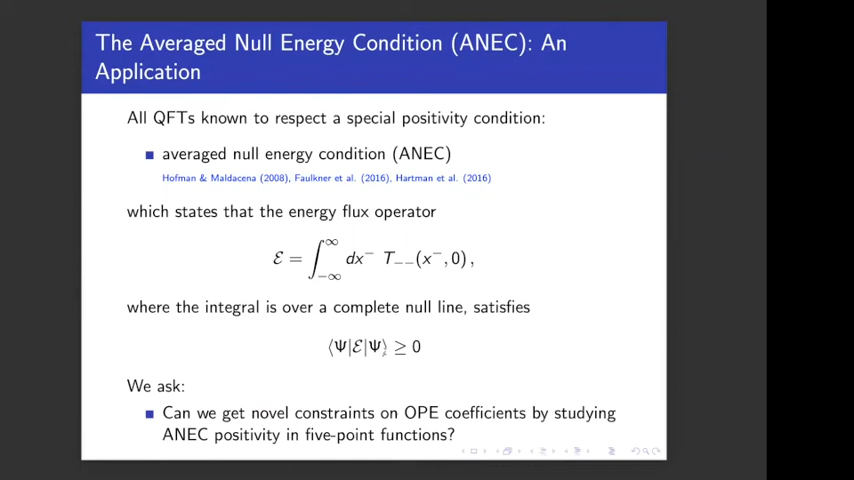 The Averaged Null Energy Condition (ANEC): An
Application
All QFTs known to respect a special positivity condition:
averaged null energy condition (ANEC)
Hofman & Maldacena (2008), Faulkner et al. (2016), Hartman et al. (2016)
which states that the energy flux operator
ℰ = ∫_{-∞}^{∞} dx⁻ T₋₋(x⁻, 0) ,
where the integral is over a complete null line, satisfies
⟨Ψ|ℰ|Ψ⟩ ≥ 0
We ask:
Can we get novel constraints on OPE coefficients by studying
ANEC positivity in five-point functions?